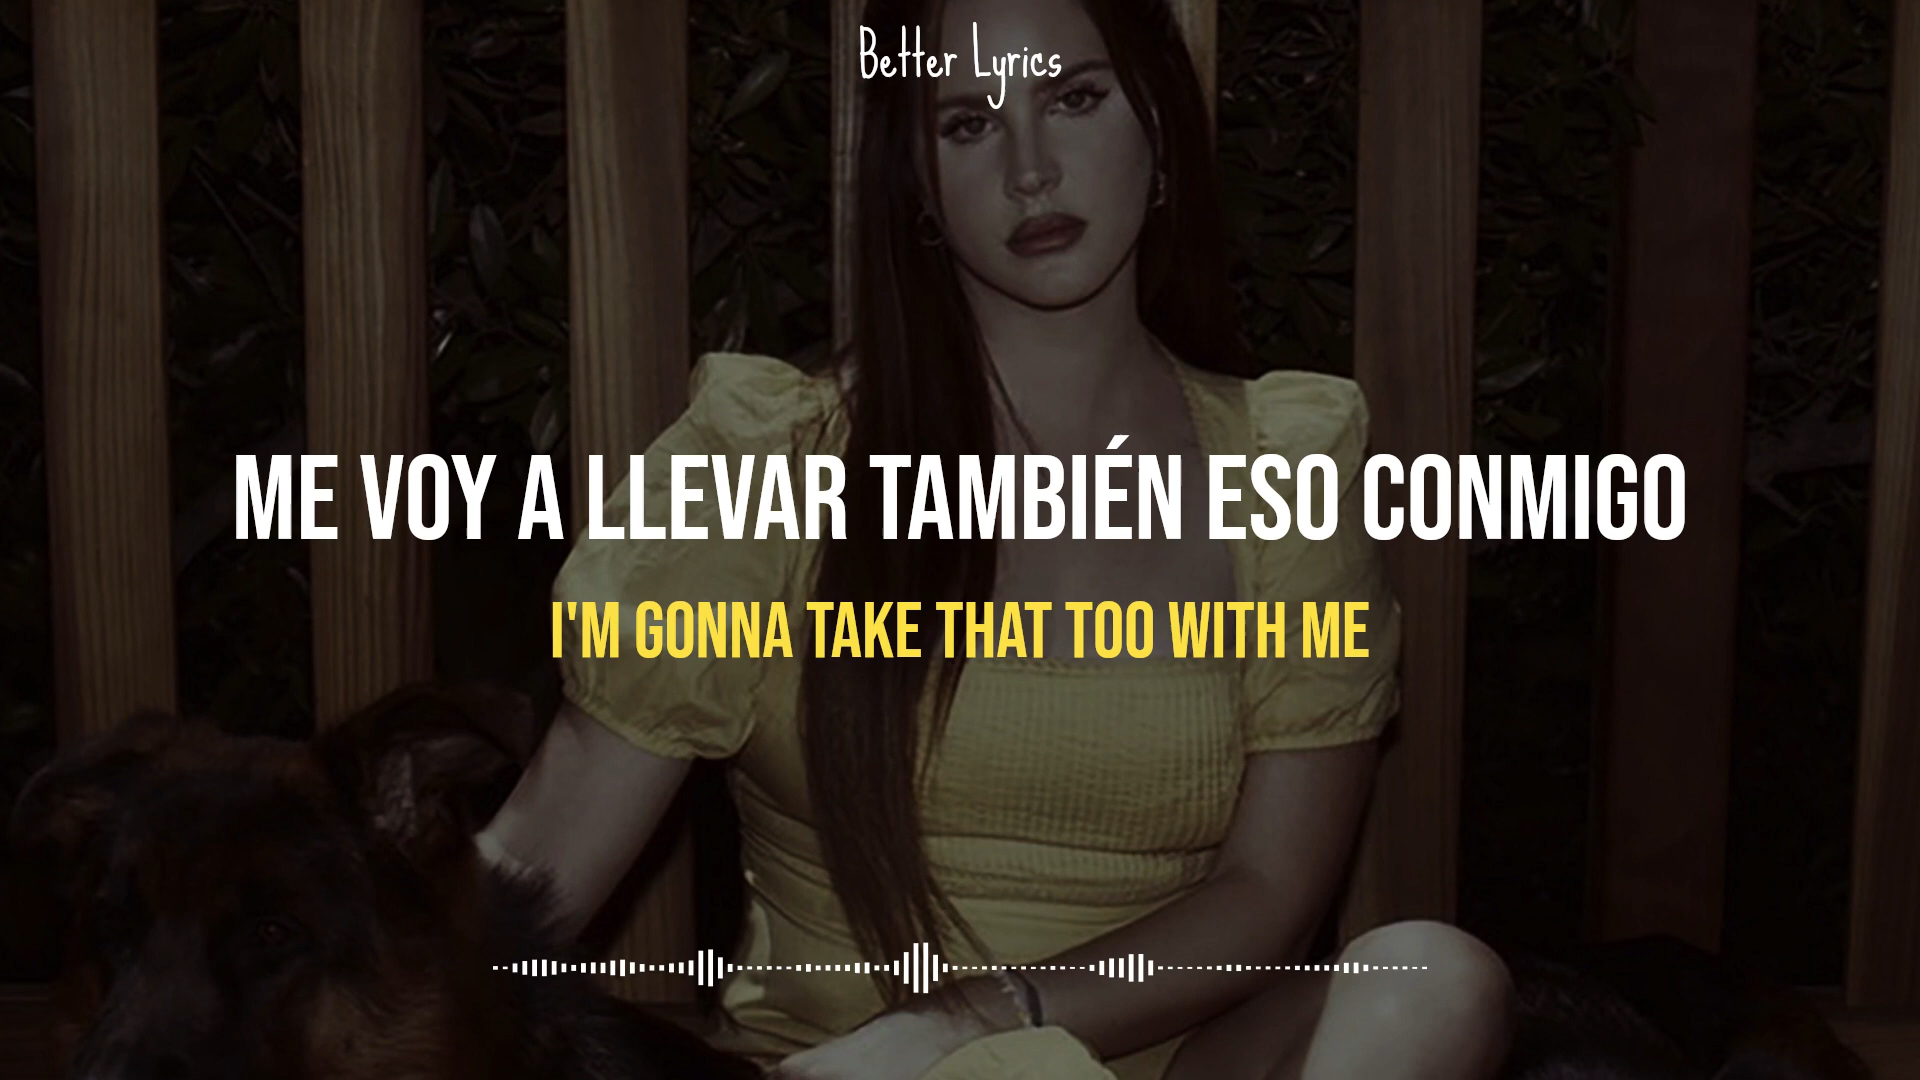 Better Lyrics
ME VOY A LLEVAR TAMBIÉN ESO CONMIGO
I'M GONNA TAKE THAT TOO WITH ME